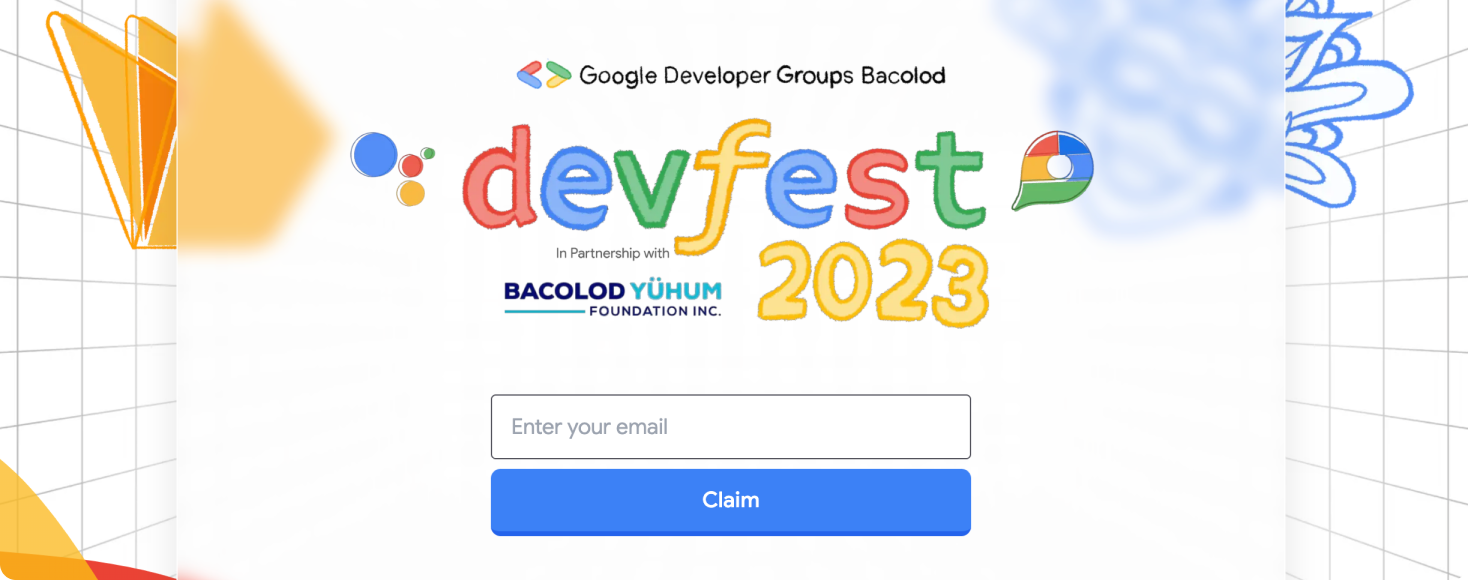 Google Developer Groups Bacolod
devfest
In Partnership with
2023
BACOLOD YÜHUM
FOUNDATION INC.
Enter your email
Claim